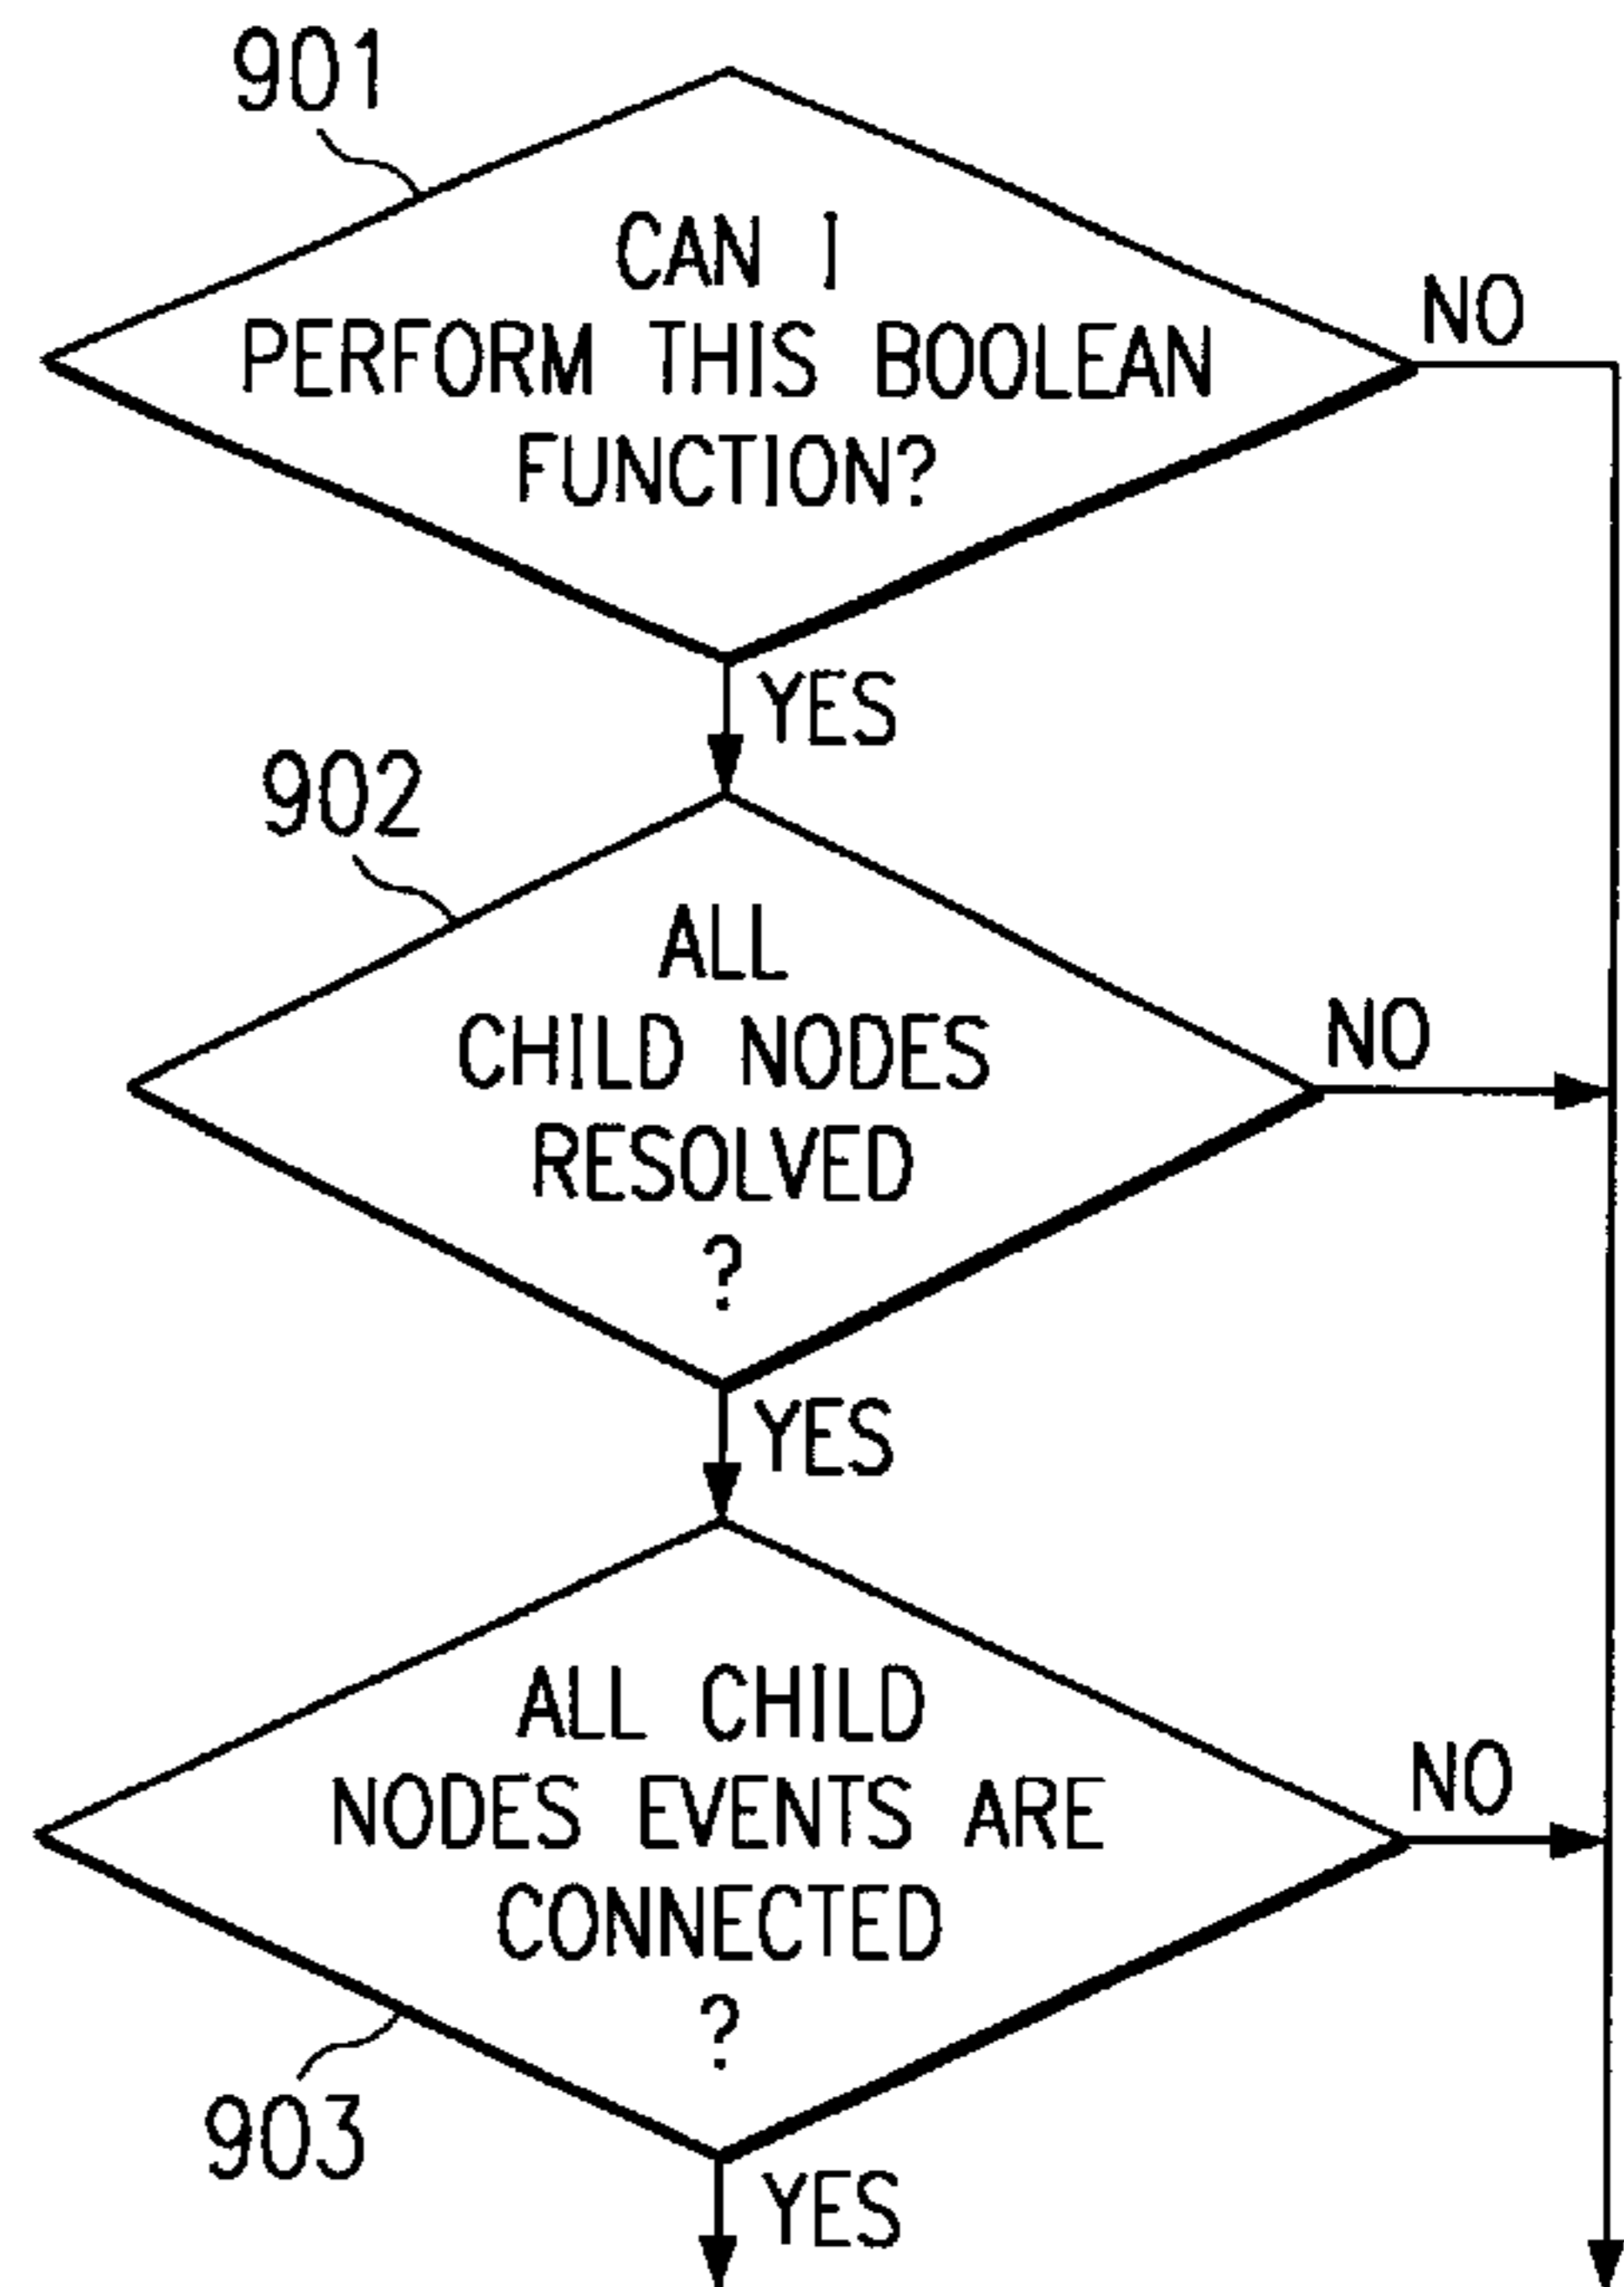 901
CAN I
PERFORM THIS BOOLEAN
FUNCTION?
NO
YES
902
ALL
CHILD NODES
RESOLVED
?
NO
YES
ALL CHILD
NODES EVENTS ARE
CONNECTED
?
NO
903
YES